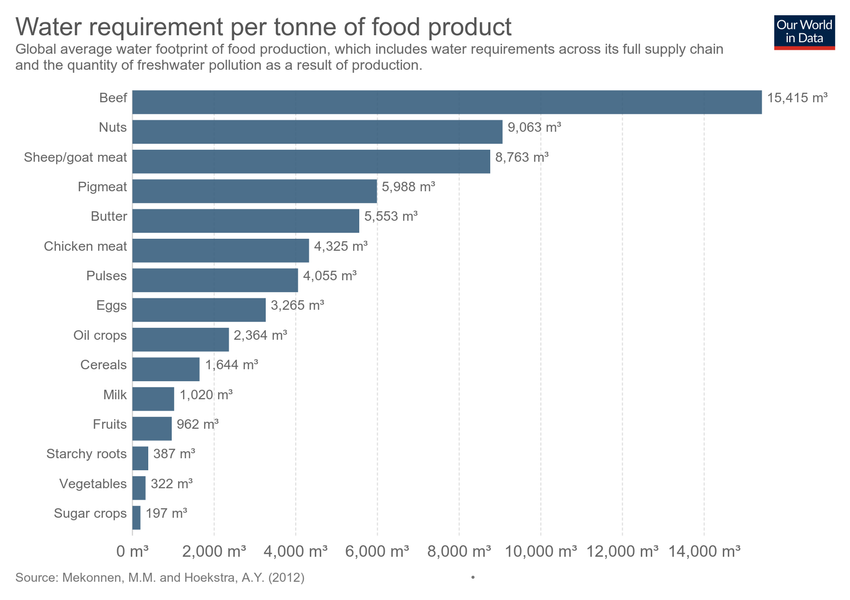 Water requirement per tonne of food product
Our World
in Data
Global average water footprint of food production, which includes water requirements across its full supply chain
and the quantity of freshwater pollution as a result of production.
Beef 15,415 m³
Nuts 9,063 m³
Sheep/goat meat 8,763 m³
Pigmeat 5,988 m³
Butter 5,553 m³
Chicken meat 4,325 m³
Pulses 4,055 m³
Eggs 3,265 m³
Oil crops 2,364 m³
Cereals 1,644 m³
Milk 1,020 m³
Fruits 962 m³
Starchy roots 387 m³
Vegetables 322 m³
Sugar crops 197 m³
0 m³ 2,000 m³ 4,000 m³ 6,000 m³ 8,000 m³ 10,000 m³ 12,000 m³ 14,000 m³
Source: Mekonnen, M.M. and Hoekstra, A.Y. (2012) •